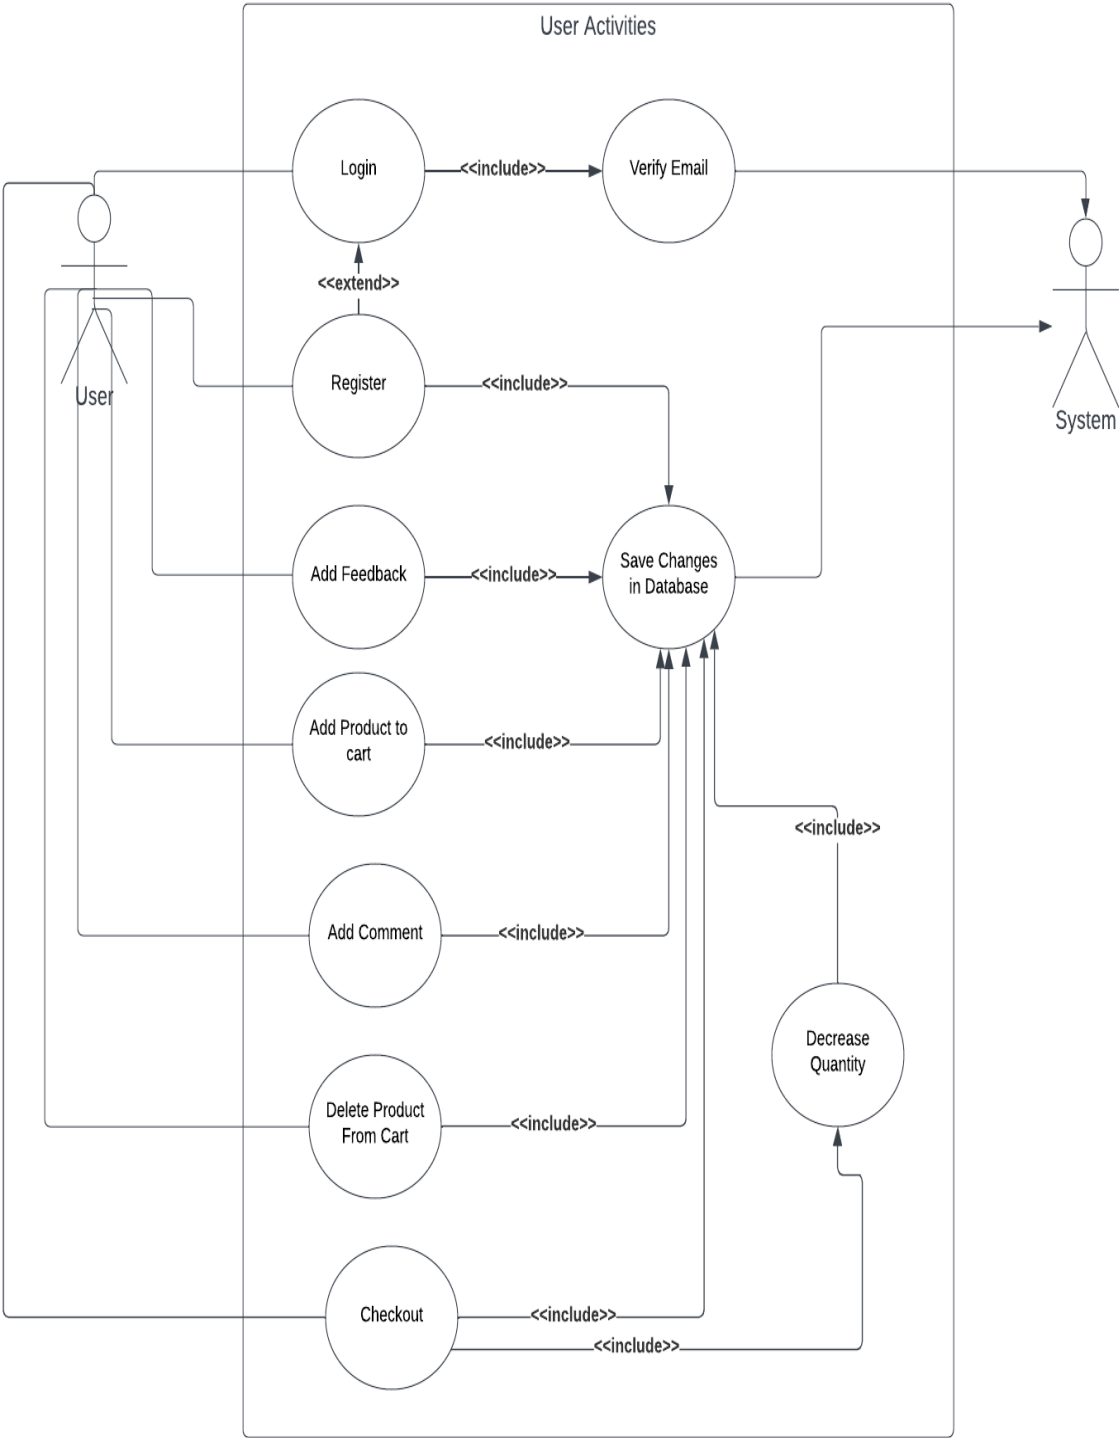 User Activities
Login
<<include>>
Verify Email
<<extend>>
User
Register
<<include>>
System
Add Feedback
<<include>>
Save Changes
in Database
Add Product to
cart
<<include>>
<<include>>
Add Comment
<<include>>
Decrease
Quantity
Delete Product
From Cart
<<include>>
Checkout
<<include>>
<<include>>